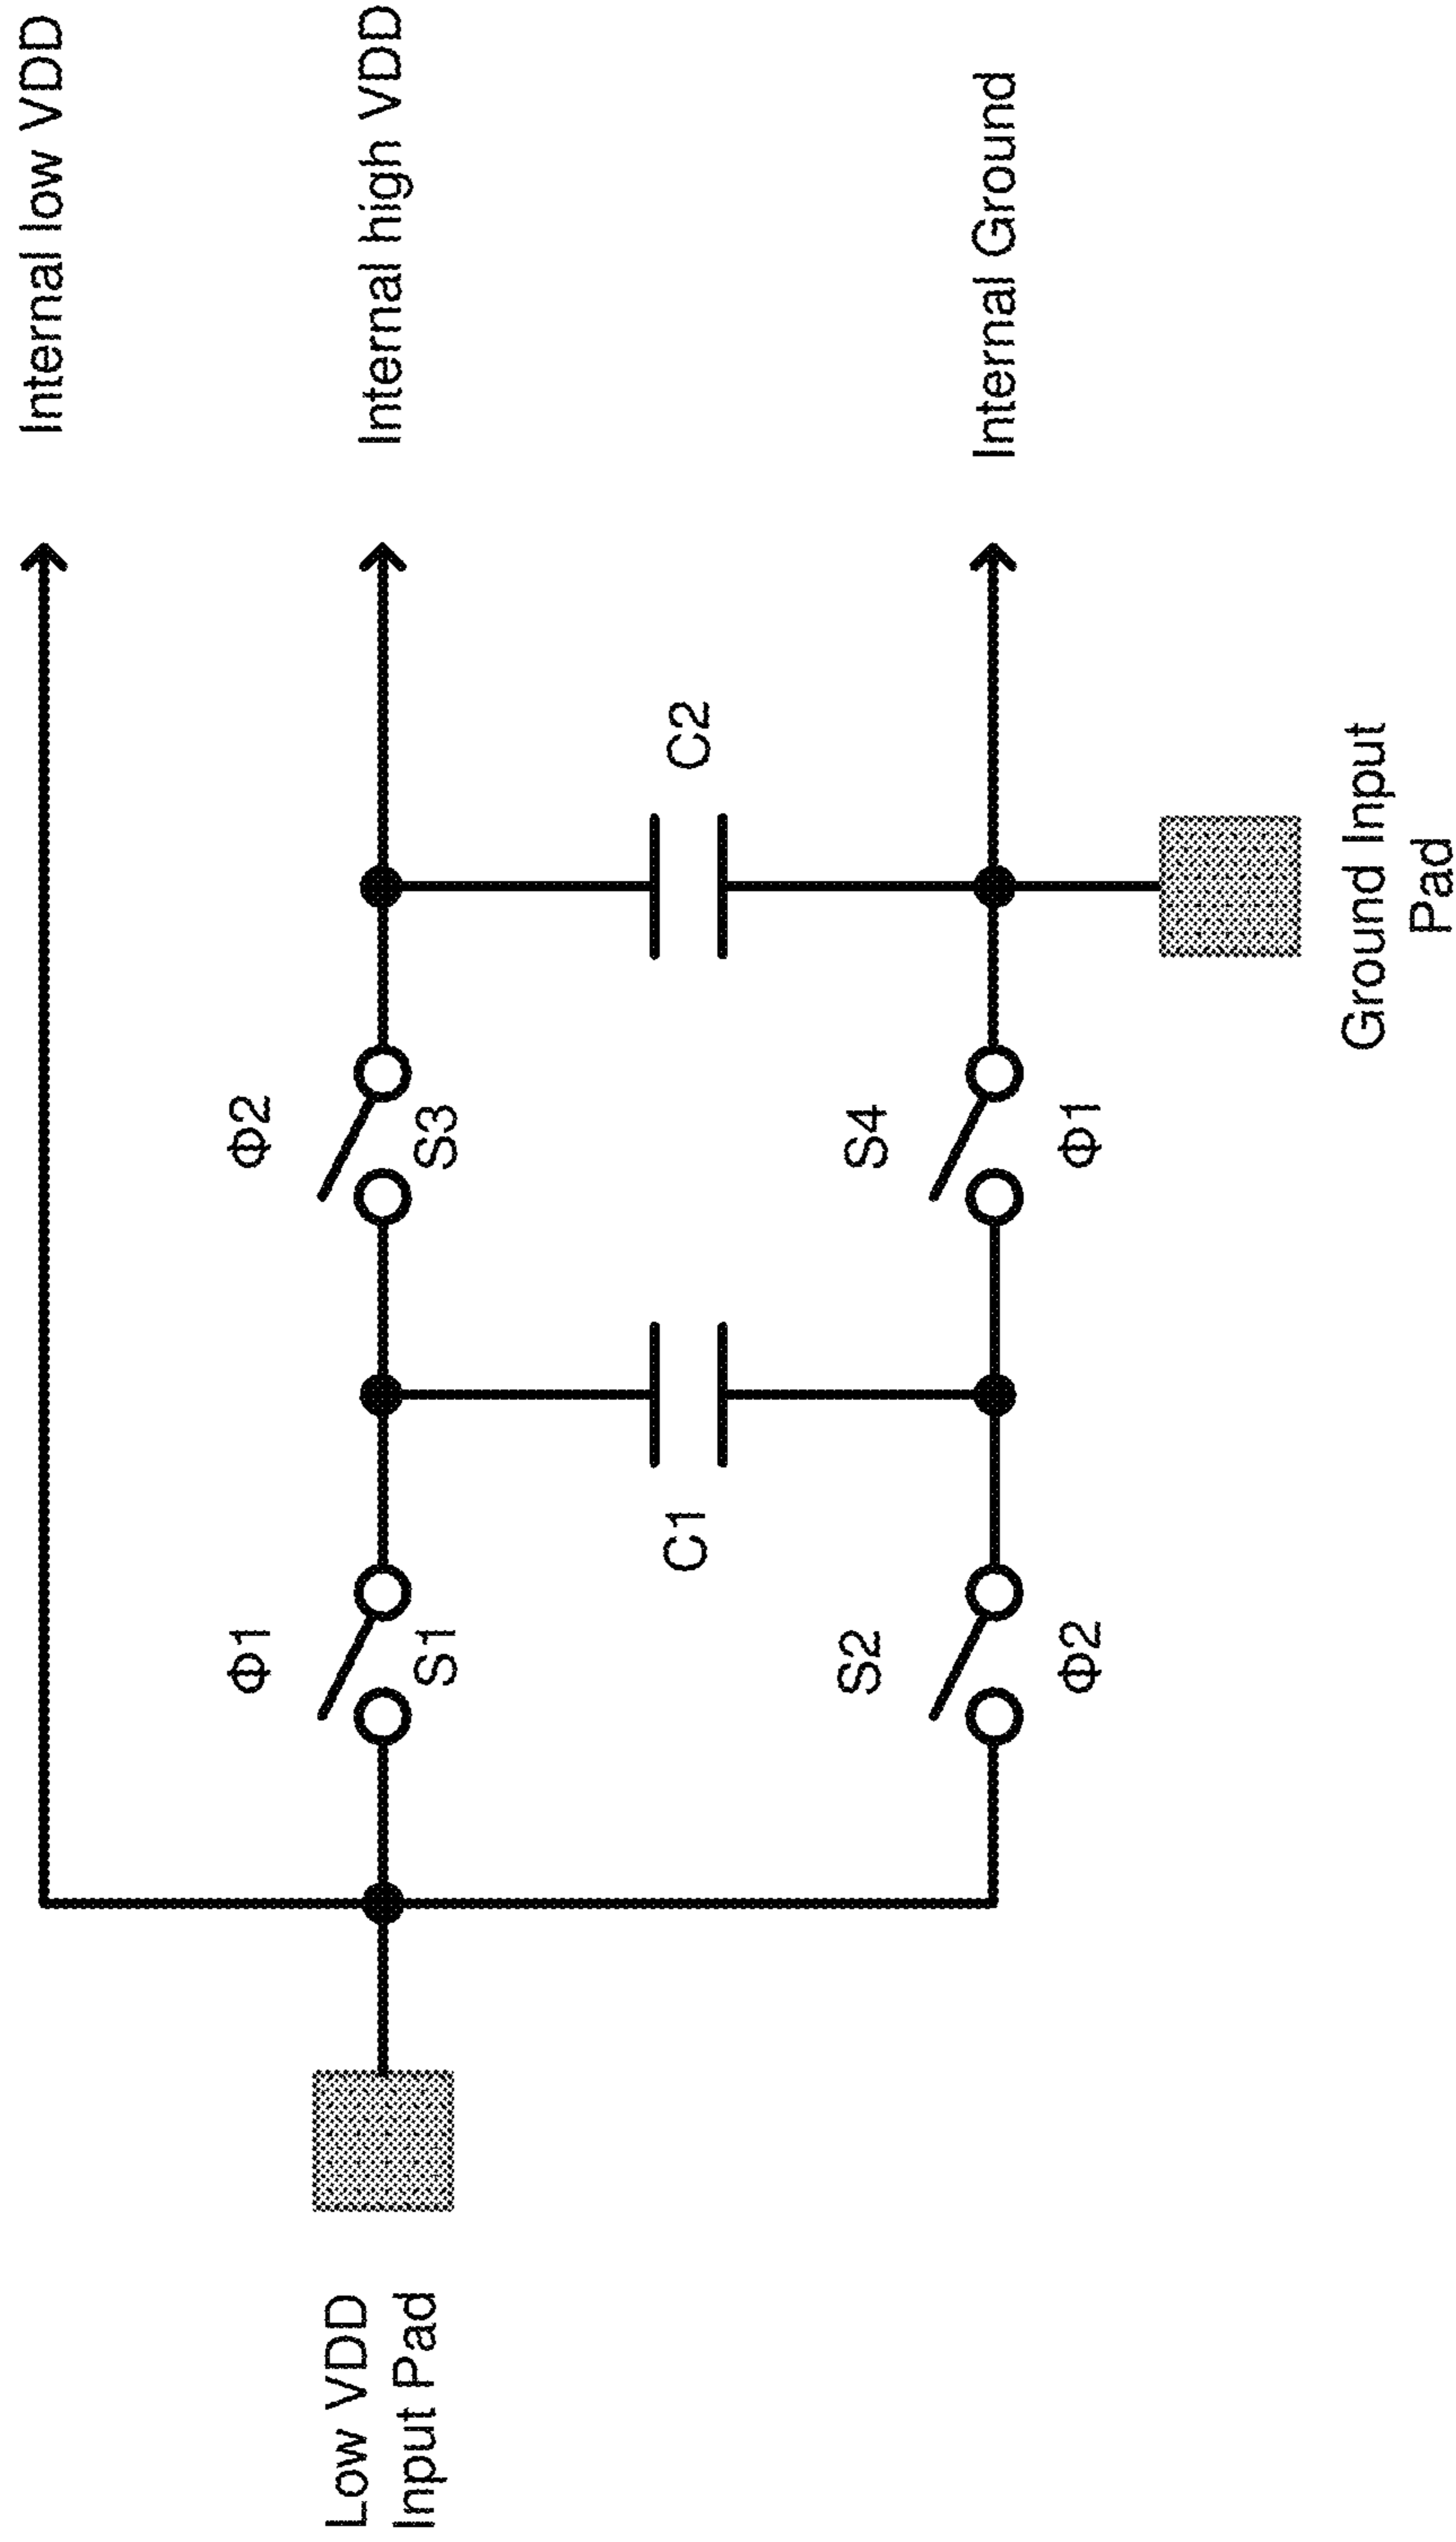 Internal low VDD
Φ1
Φ2
Internal high VDD
Low VDD
Input Pad
S1
S3
C1
C2
S2
S4
Internal Ground
Φ2
Φ1
Ground Input
Pad